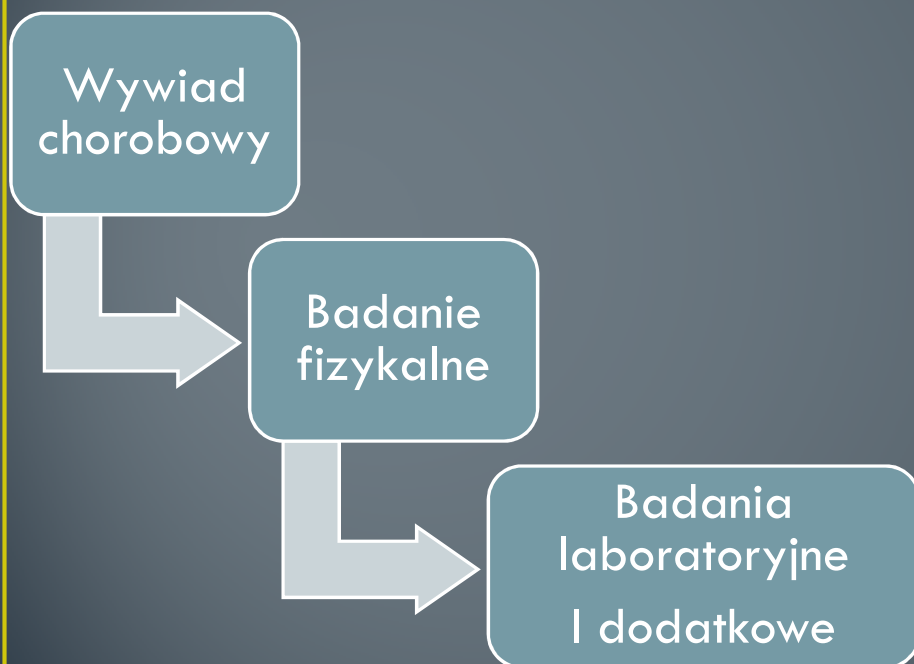 Wywiad
chorobowy
Badanie
fizykalne
Badania
laboratoryjne
I dodatkowe